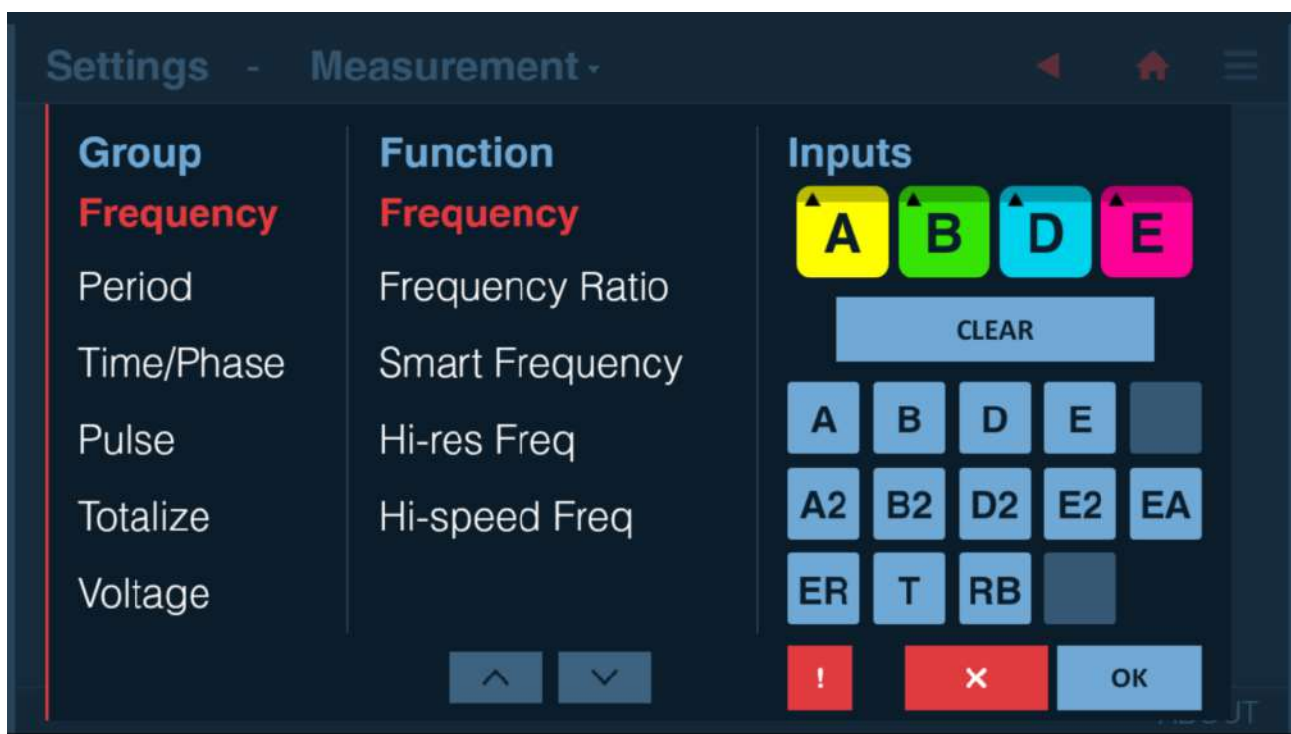 Settings - Measurement
Group Function Inputs
Frequency Frequency A B D E
Period Frequency Ratio CLEAR
Time/Phase Smart Frequency
Pulse Hi-res Freq A B D E
Totalize Hi-speed Freq A2 B2 D2 E2 EA
Voltage ER T RB
! X OK
ABOUT